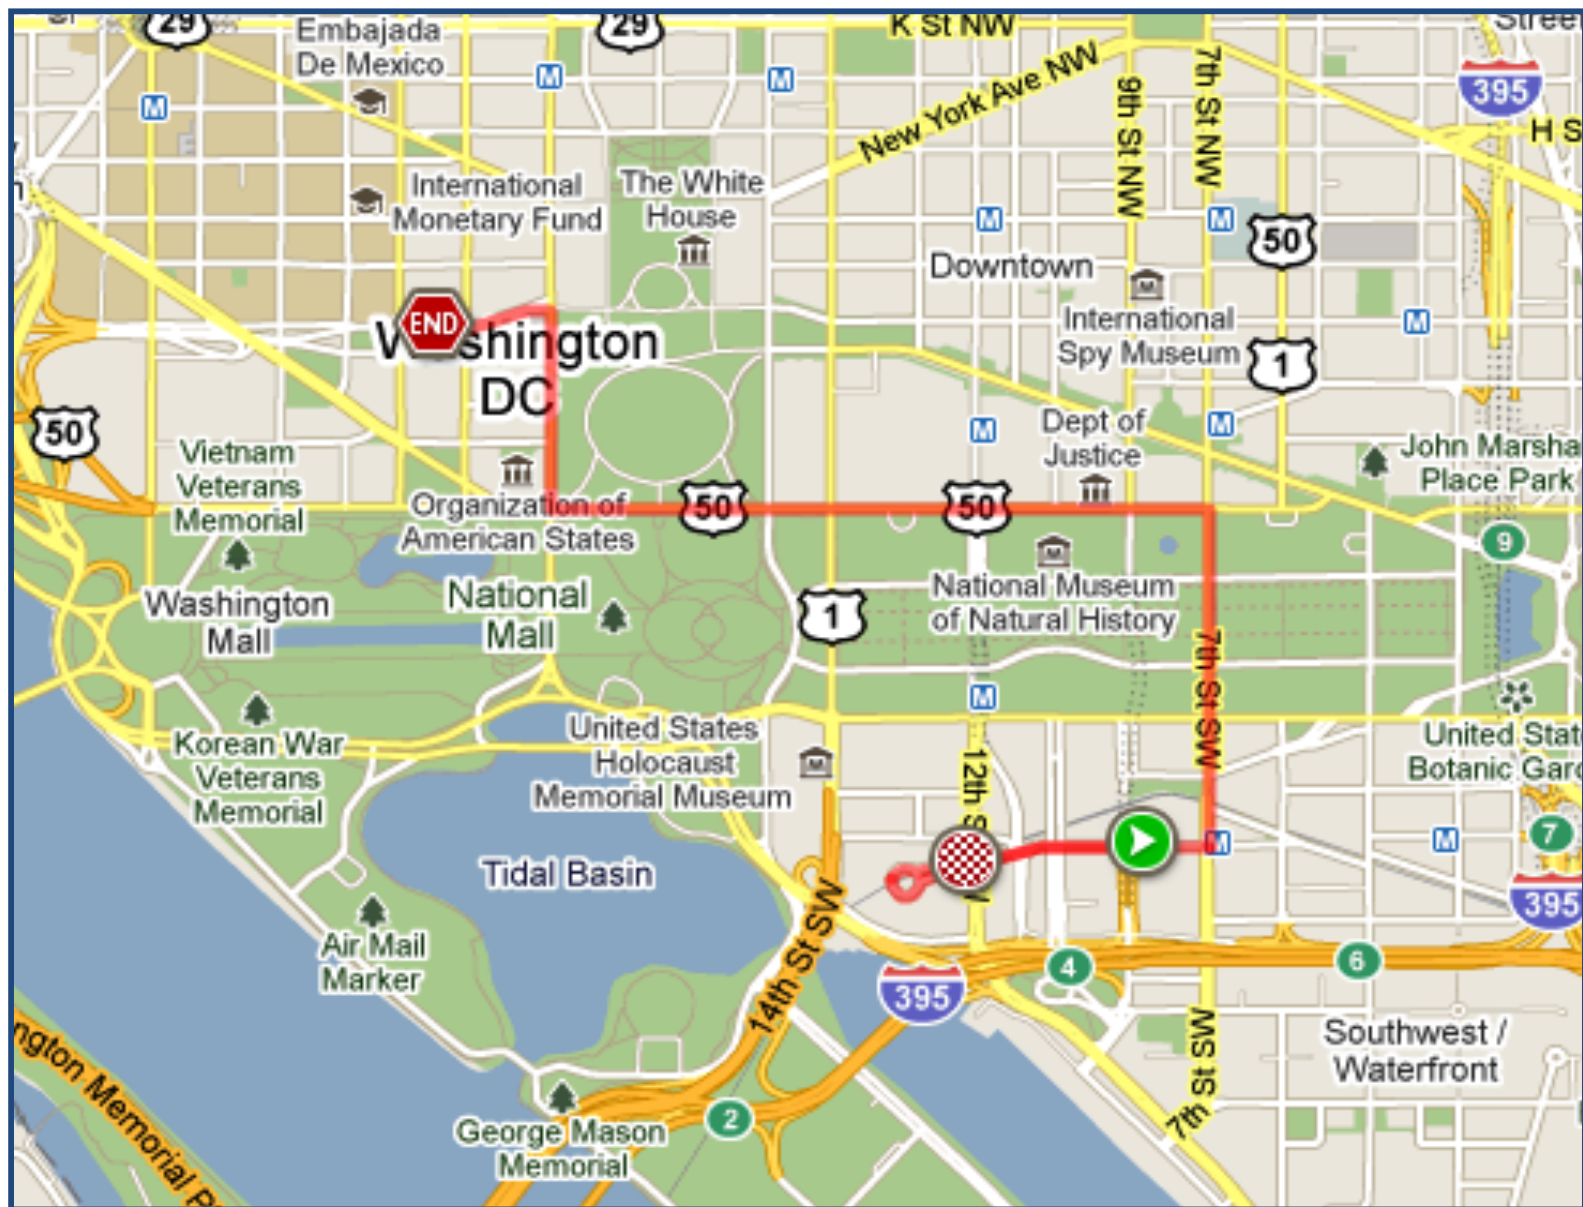 29
Embajada
De Mexico
29
K St NW
395
New York Ave NW
9th St NW
7th St NW
H S
International
Monetary Fund
The White
House
M
M
M
M
M
50
Downtown
International
Spy Museum
M
1
END
Washington
DC
50
Vietnam
Veterans
Memorial
Organization of
American States
50
M
50
Dept of
Justice
M
John Marsha
Place Park
9
Washington
Mall
National
Mall
1
National Museum
of Natural History
7th St SW
M
Korean War
Veterans
Memorial
United States
Holocaust
Memorial Museum
12th S
W
United Stat
Botanic Gard
M
M
7
Tidal Basin
395
Air Mail
Marker
14th St SW
395
4
6
7th St SW
Southwest /
Waterfront
ngton Memorial P
2
George Mason
Memorial